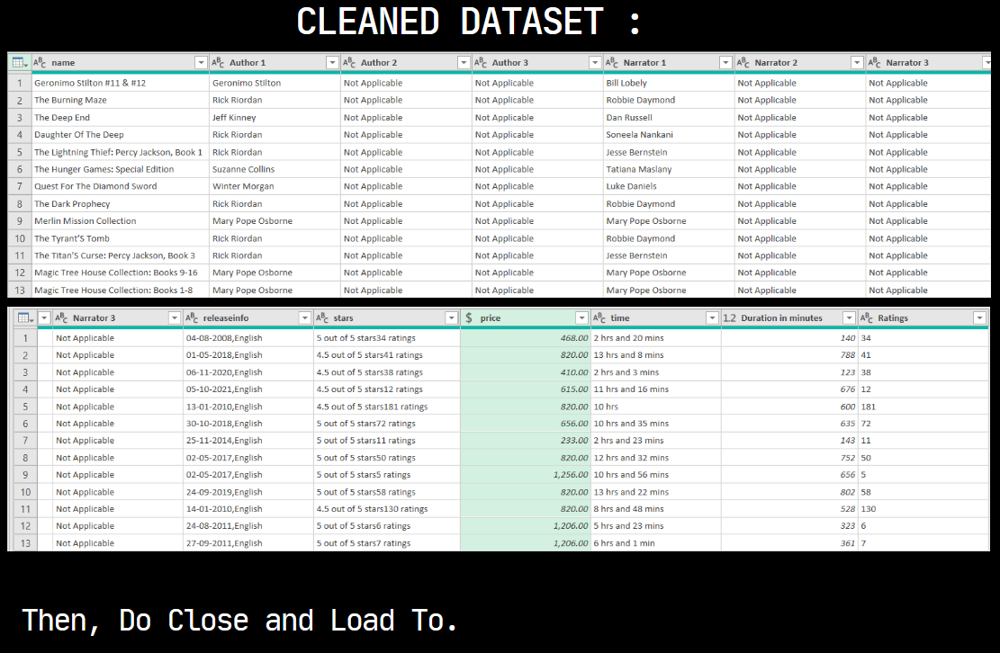 CLEANED DATASET :
name Author 1 Author 2 Author 3 Narrator 1 Narrator 2 Narrator 3
1 Geronimo Stilton #11 & #12 Geronimo Stilton Not Applicable Not Applicable Bill Lobely Not Applicable Not Applicable
2 The Burning Maze Rick Riordan Not Applicable Not Applicable Robbie Daymond Not Applicable Not Applicable
3 The Deep End Jeff Kinney Not Applicable Not Applicable Dan Russell Not Applicable Not Applicable
4 Daughter Of The Deep Rick Riordan Not Applicable Not Applicable Soneela Nankani Not Applicable Not Applicable
5 The Lightning Thief: Percy Jackson, Book 1 Rick Riordan Not Applicable Not Applicable Jesse Bernstein Not Applicable Not Applicable
6 The Hunger Games: Special Edition Suzanne Collins Not Applicable Not Applicable Tatiana Maslany Not Applicable Not Applicable
7 Quest For The Diamond Sword Winter Morgan Not Applicable Not Applicable Luke Daniels Not Applicable Not Applicable
8 The Dark Prophecy Rick Riordan Not Applicable Not Applicable Robbie Daymond Not Applicable Not Applicable
9 Merlin Mission Collection Mary Pope Osborne Not Applicable Not Applicable Mary Pope Osborne Not Applicable Not Applicable
10 The Tyrant'S Tomb Rick Riordan Not Applicable Not Applicable Robbie Daymond Not Applicable Not Applicable
11 The Titan'S Curse: Percy Jackson, Book 3 Rick Riordan Not Applicable Not Applicable Jesse Bernstein Not Applicable Not Applicable
12 Magic Tree House Collection: Books 9-16 Mary Pope Osborne Not Applicable Not Applicable Mary Pope Osborne Not Applicable Not Applicable
13 Magic Tree House Collection: Books 1-8 Mary Pope Osborne Not Applicable Not Applicable Mary Pope Osborne Not Applicable Not Applicable
Narrator 3 releaseinfo stars $ price time 1.2 Duration in minutes Ratings
1 Not Applicable 04-08-2008,English 5 out of 5 stars34 ratings 468.00 2 hrs and 20 mins 140 34
2 Not Applicable 01-05-2018,English 4.5 out of 5 stars41 ratings 820.00 13 hrs and 8 mins 788 41
3 Not Applicable 06-11-2020,English 4.5 out of 5 stars38 ratings 410.00 2 hrs and 3 mins 123 38
4 Not Applicable 05-10-2021,English 4.5 out of 5 stars12 ratings 615.00 11 hrs and 16 mins 676 12
5 Not Applicable 13-01-2010,English 4.5 out of 5 stars181 ratings 820.00 10 hrs 600 181
6 Not Applicable 30-10-2018,English 5 out of 5 stars72 ratings 656.00 10 hrs and 35 mins 635 72
7 Not Applicable 25-11-2014,English 5 out of 5 stars11 ratings 233.00 2 hrs and 23 mins 143 11
8 Not Applicable 02-05-2017,English 5 out of 5 stars50 ratings 820.00 12 hrs and 32 mins 752 50
9 Not Applicable 02-05-2017,English 5 out of 5 stars5 ratings 1,256.00 10 hrs and 56 mins 656 5
10 Not Applicable 24-09-2019,English 5 out of 5 stars58 ratings 820.00 13 hrs and 22 mins 802 58
11 Not Applicable 14-01-2010,English 4.5 out of 5 stars130 ratings 820.00 8 hrs and 48 mins 528 130
12 Not Applicable 24-08-2011,English 5 out of 5 stars6 ratings 1,206.00 5 hrs and 23 mins 323 6
13 Not Applicable 27-09-2011,English 5 out of 5 stars7 ratings 1,206.00 6 hrs and 1 min 361 7
Then, Do Close and Load To.